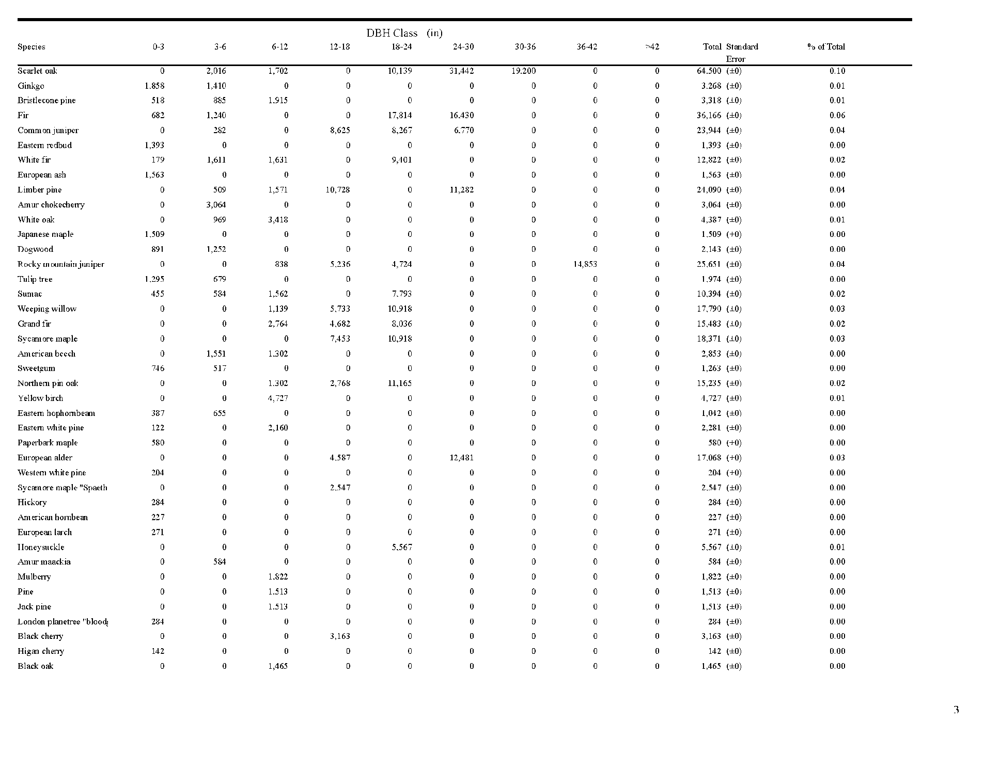 DBH Class (in)
Species 0-3 3-6 6-12 12-18 18-24 24-30 30-36 36-42 >42 Total Standard Error % of Total
Scarlet oak 0 2,016 1,702 0 10,139 31,442 19,200 0 0 64,500 (±0) 0.10
Ginkgo 1,858 1,410 0 0 0 0 0 0 0 3,268 (±0) 0.01
Bristlecone pine 518 885 1,915 0 0 0 0 0 0 3,318 (±0) 0.01
Fir 682 1,240 0 0 17,814 16,430 0 0 0 36,166 (±0) 0.06
Common juniper 0 282 0 8,625 8,267 6,770 0 0 0 23,944 (±0) 0.04
Eastern redbud 1,393 0 0 0 0 0 0 0 0 1,393 (±0) 0.00
White fir 179 1,611 1,631 0 9,401 0 0 0 0 12,822 (±0) 0.02
European ash 1,563 0 0 0 0 0 0 0 0 1,563 (±0) 0.00
Limber pine 0 509 1,571 10,728 0 11,282 0 0 0 24,090 (±0) 0.04
Amur chokecherry 0 3,064 0 0 0 0 0 0 0 3,064 (±0) 0.00
White oak 0 969 3,418 0 0 0 0 0 0 4,387 (±0) 0.01
Japanese maple 1,509 0 0 0 0 0 0 0 0 1,509 (±0) 0.00
Dogwood 891 1,252 0 0 0 0 0 0 0 2,143 (±0) 0.00
Rocky mountain juniper 0 0 838 5,236 4,724 0 0 14,853 0 25,651 (±0) 0.04
Tulip tree 1,295 679 0 0 0 0 0 0 0 1,974 (±0) 0.00
Sumac 455 584 1,562 0 7,793 0 0 0 0 10,394 (±0) 0.02
Weeping willow 0 0 1,139 5,733 10,918 0 0 0 0 17,790 (±0) 0.03
Grand fir 0 0 2,764 4,682 8,036 0 0 0 0 15,483 (±0) 0.02
Sycamore maple 0 0 0 7,453 10,918 0 0 0 0 18,371 (±0) 0.03
American beech 0 1,551 1,302 0 0 0 0 0 0 2,853 (±0) 0.00
Sweetgum 746 517 0 0 0 0 0 0 0 1,263 (±0) 0.00
Northern pin oak 0 0 1,302 2,768 11,165 0 0 0 0 15,235 (±0) 0.02
Yellow birch 0 0 4,727 0 0 0 0 0 0 4,727 (±0) 0.01
Eastern hophornbeam 387 655 0 0 0 0 0 0 0 1,042 (±0) 0.00
Eastern white pine 122 0 2,160 0 0 0 0 0 0 2,281 (±0) 0.00
Paperbark maple 580 0 0 0 0 0 0 0 0 580 (±0) 0.00
European alder 0 0 0 4,587 0 12,481 0 0 0 17,068 (±0) 0.03
Western white pine 204 0 0 0 0 0 0 0 0 204 (±0) 0.00
Sycamore maple "Spaeth 0 0 0 2,547 0 0 0 0 0 2,547 (±0) 0.00
Hickory 284 0 0 0 0 0 0 0 0 284 (±0) 0.00
American hornbean 227 0 0 0 0 0 0 0 0 227 (±0) 0.00
European larch 271 0 0 0 0 0 0 0 0 271 (±0) 0.00
Honeysuckle 0 0 0 0 5,567 0 0 0 0 5,567 (±0) 0.01
Amur maackia 0 584 0 0 0 0 0 0 0 584 (±0) 0.00
Mulberry 0 0 1,822 0 0 0 0 0 0 1,822 (±0) 0.00
Pine 0 0 1,513 0 0 0 0 0 0 1,513 (±0) 0.00
Jack pine 0 0 1,513 0 0 0 0 0 0 1,513 (±0) 0.00
London planetree "bloodg 284 0 0 0 0 0 0 0 0 284 (±0) 0.00
Black cherry 0 0 0 3,163 0 0 0 0 0 3,163 (±0) 0.00
Higan cherry 142 0 0 0 0 0 0 0 0 142 (±0) 0.00
Black oak 0 0 1,465 0 0 0 0 0 0 1,465 (±0) 0.00
3